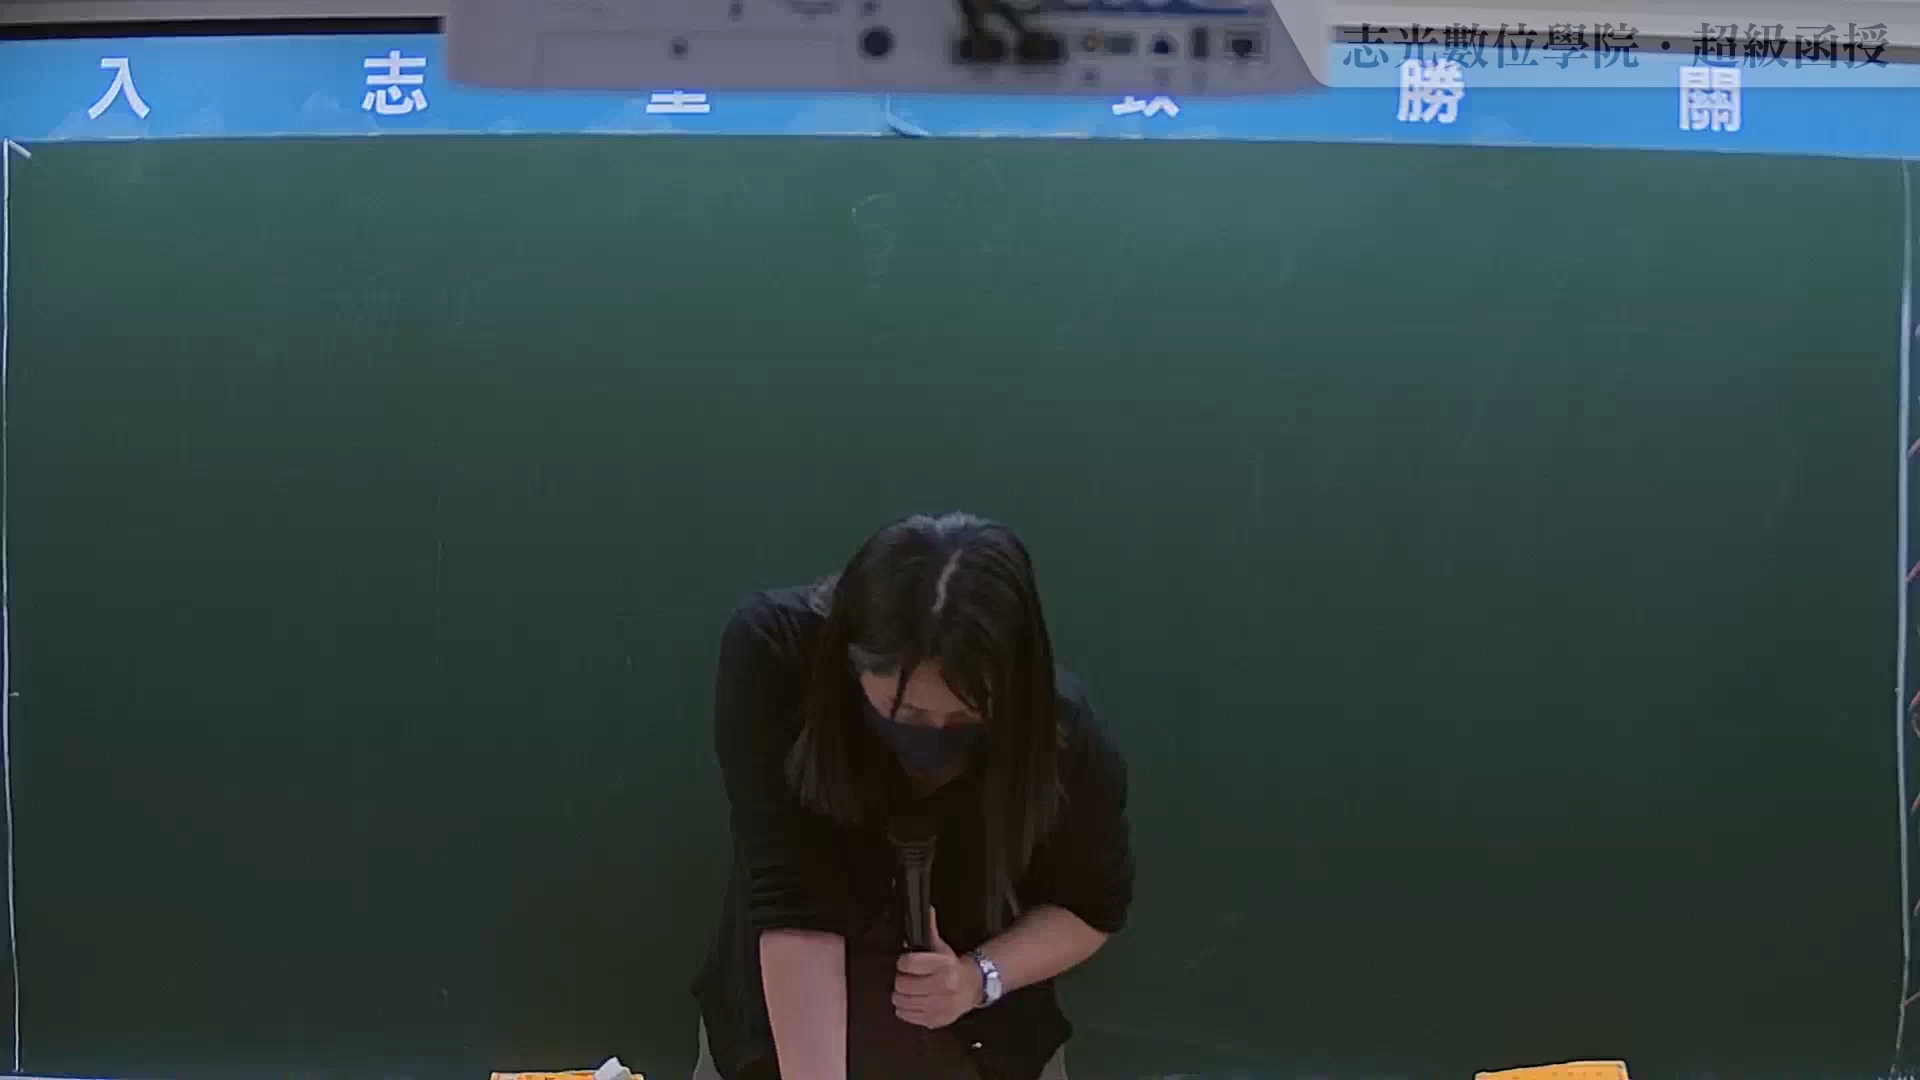 志光數位學院・超級函授
入 志 勝 關